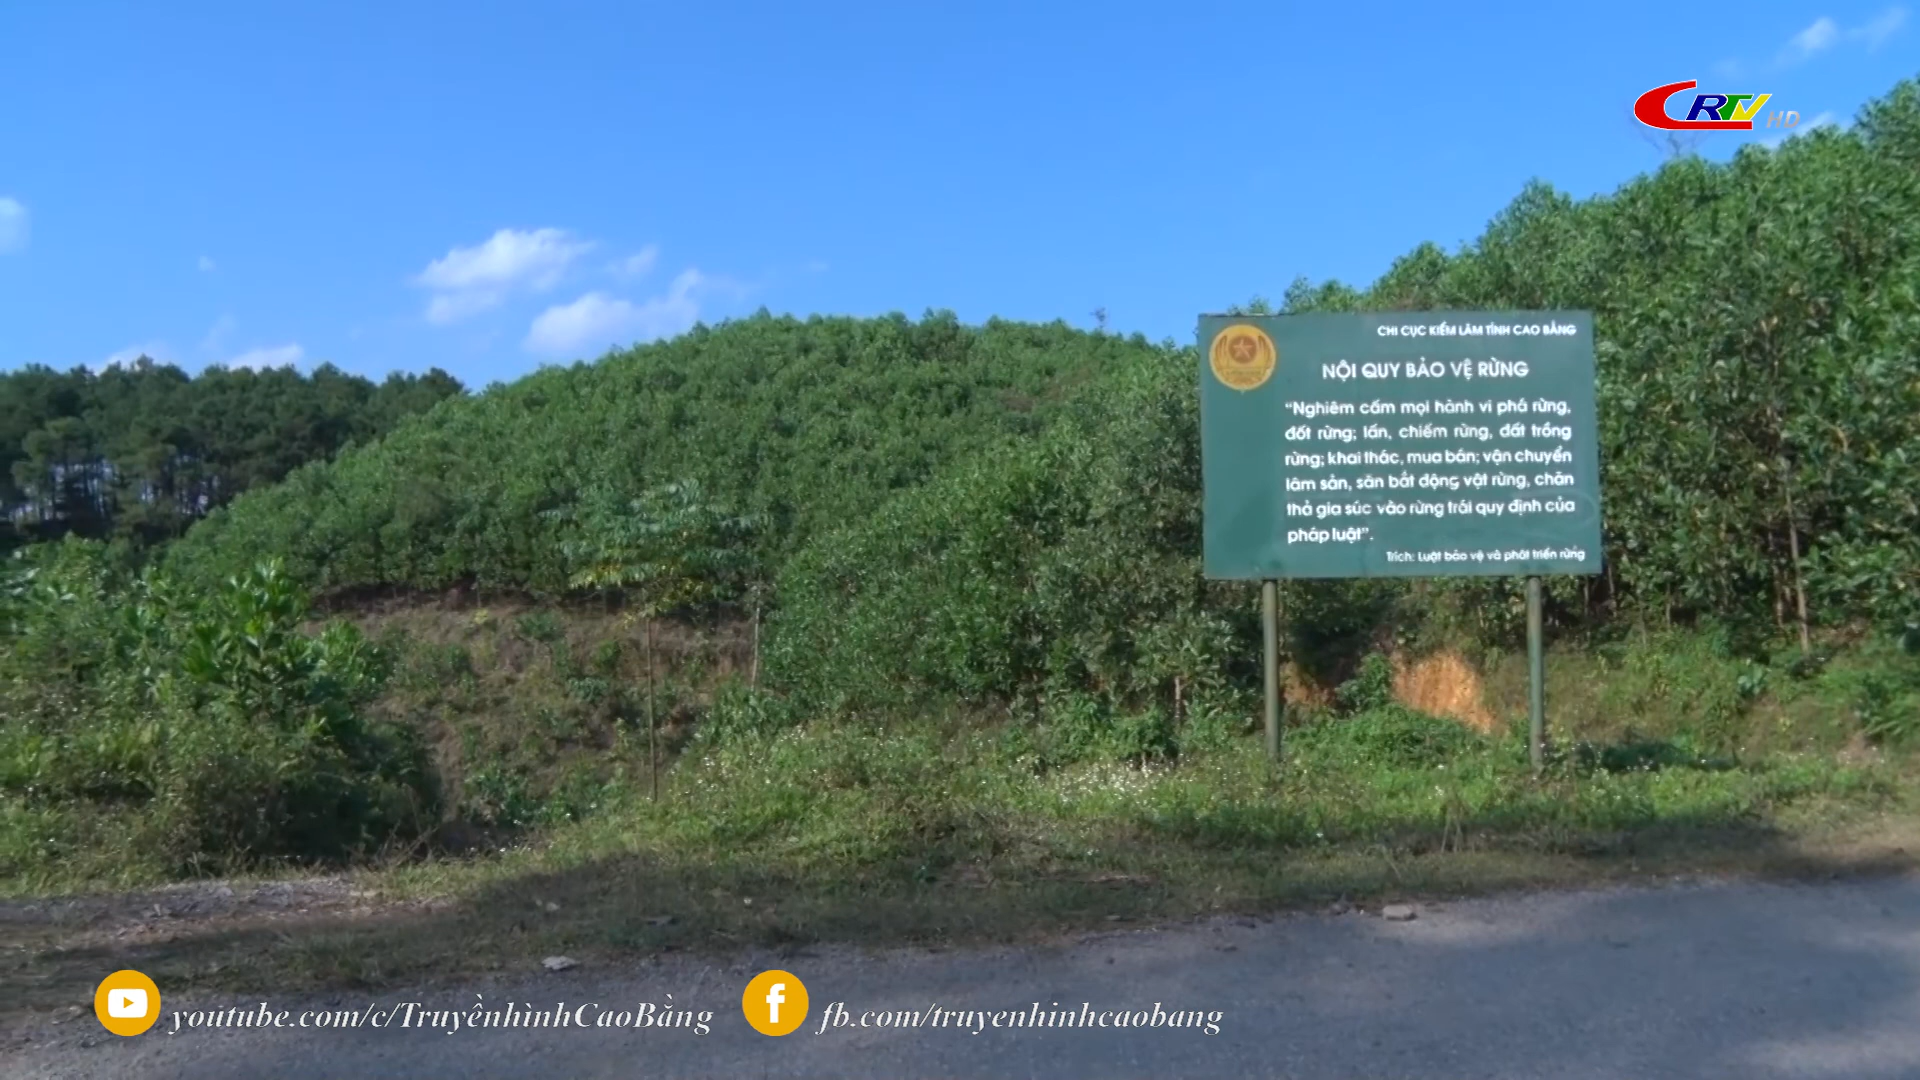 CRTV HD
CHI CỤC KIỂM LÂM TỈNH CAO BẰNG
NỘI QUY BẢO VỆ RỪNG
“Nghiêm cấm mọi hành vi phá rừng,
đốt rừng; lấn, chiếm rừng, đất trồng
rừng; khai thác, mua bán; vận chuyển
lâm sản, săn bắt động vật rừng, chăn
thả gia súc vào rừng trái quy định của
pháp luật”.
Trích: Luật bảo vệ và phát triển rừng
youtube.com/c/TruyềnhìnhCaoBằng
fb.com/truyenhinhcaobang